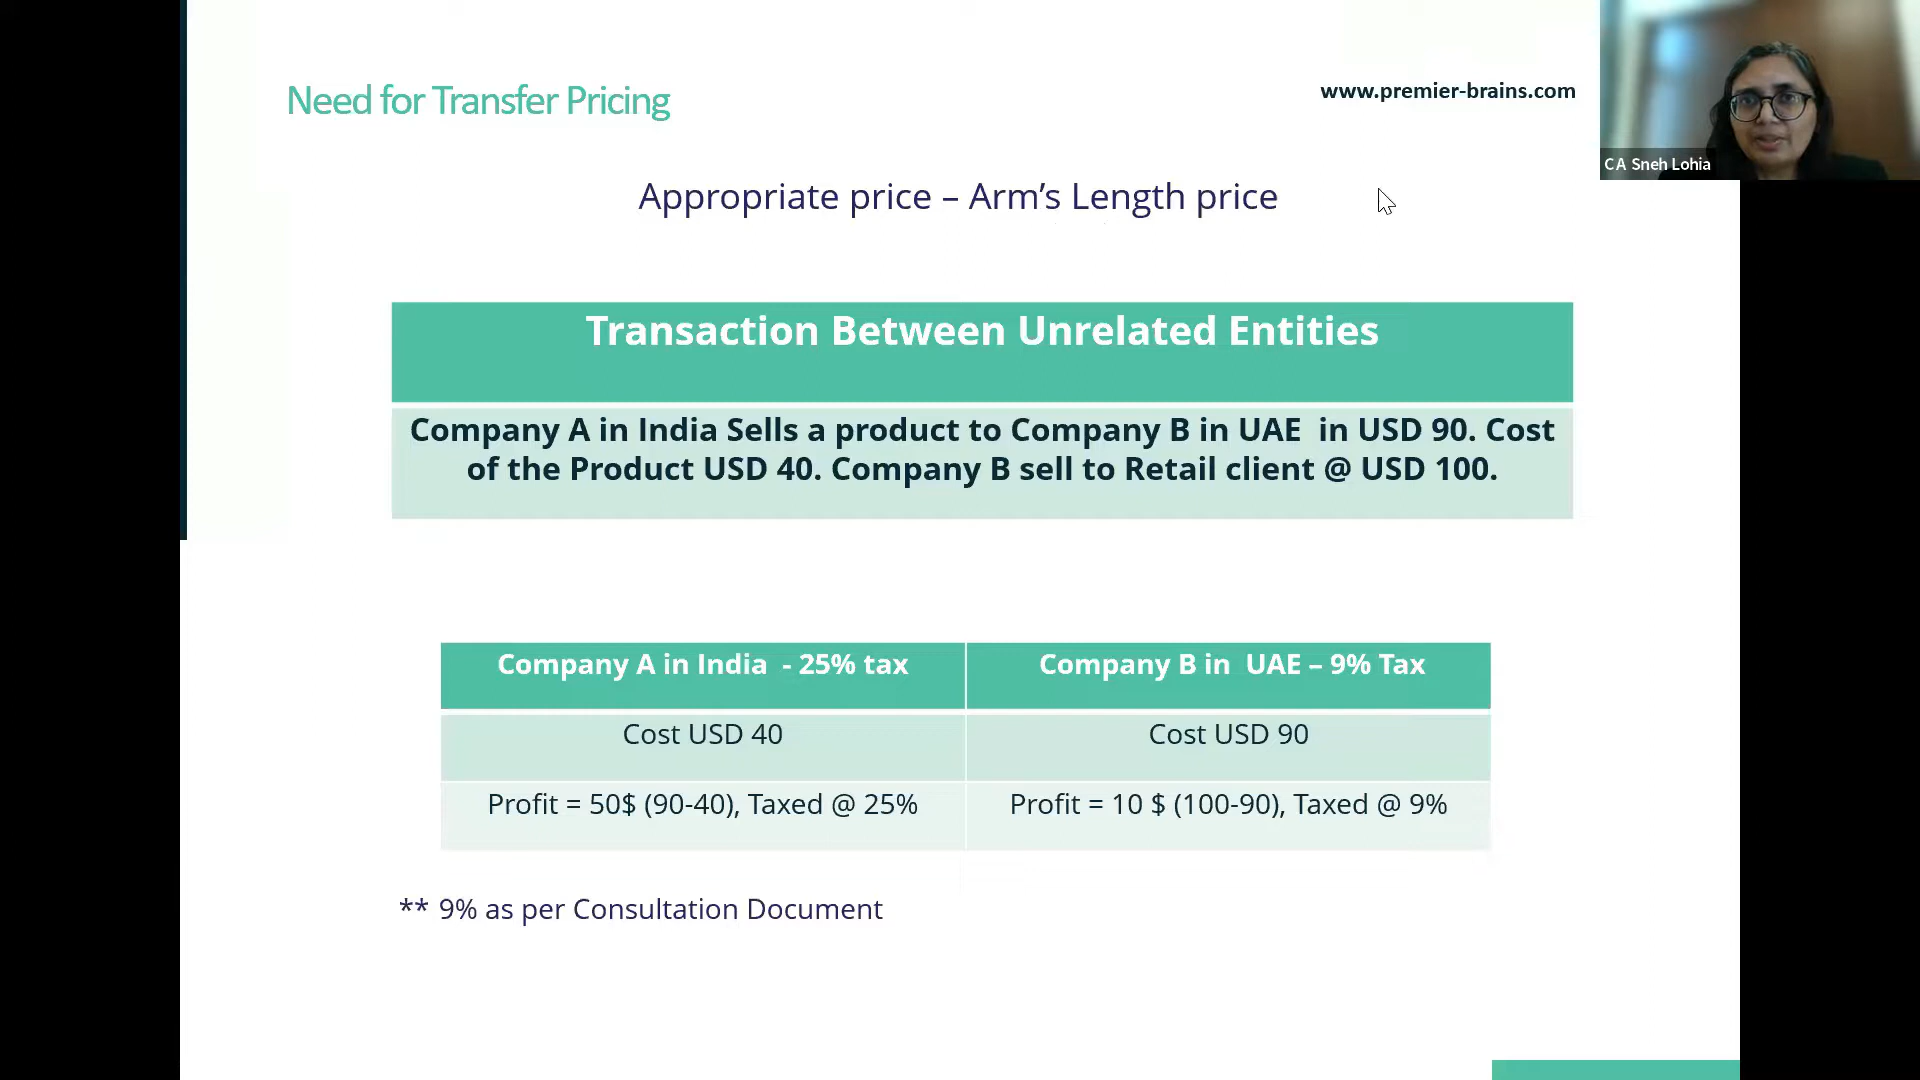 Need for Transfer Pricing
www.premier-brains.com
CA Sneh Lohia
Appropriate price – Arm’s Length price
Transaction Between Unrelated Entities
Company A in India Sells a product to Company B in UAE in USD 90. Cost
of the Product USD 40. Company B sell to Retail client @ USD 100.
Company A in India - 25% tax
Company B in UAE – 9% Tax
Cost USD 40
Cost USD 90
Profit = 50$ (90-40), Taxed @ 25%
Profit = 10 $ (100-90), Taxed @ 9%
** 9% as per Consultation Document